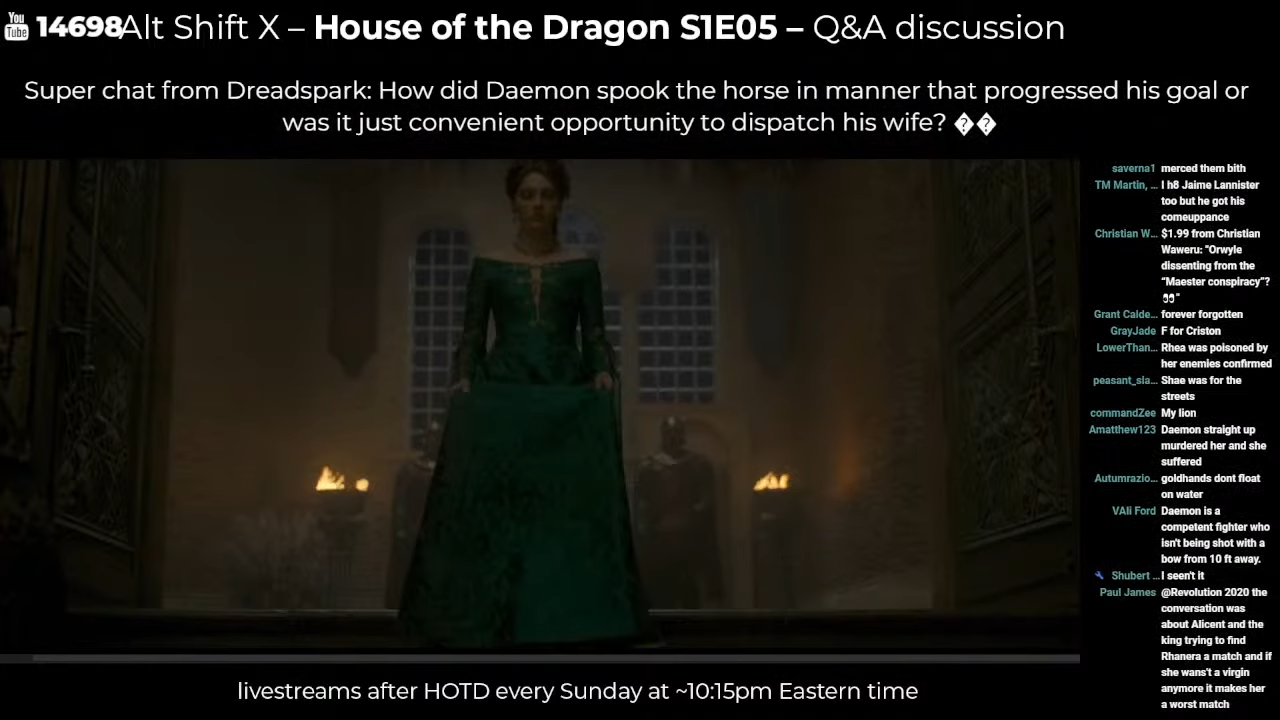 You
Tube
14698
Alt Shift X – House of the Dragon S1E05 – Q&A discussion
Super chat from Dreadspark: How did Daemon spook the horse in manner that progressed his goal or
was it just convenient opportunity to dispatch his wife? ��
saverna1 merced them bith
TM Martin, ... I h8 Jaime Lannister
too but he got his
comeuppance
Christian W... $1.99 from Christian
Waweru: "Orwyle
dissenting from the
“Maester conspiracy”?
👀"
Grant Calde... forever forgotten
GrayJade F for Criston
LowerThan... Rhea was poisoned by
her enemies confirmed
peasant_sla... Shae was for the
streets
commandZee My lion
Amatthew123 Daemon straight up
murdered her and she
suffered
Autumrazio... goldhands dont float
on water
VAli Ford Daemon is a
competent fighter who
isn't being shot with a
bow from 10 ft away.
Shubert ... I seen't it
Paul James @Revolution 2020 the
conversation was
about Alicent and the
king trying to find
Rhanera a match and if
she wans't a virgin
anymore it makes her
a worst match
livestreams after HOTD every Sunday at ~10:15pm Eastern time